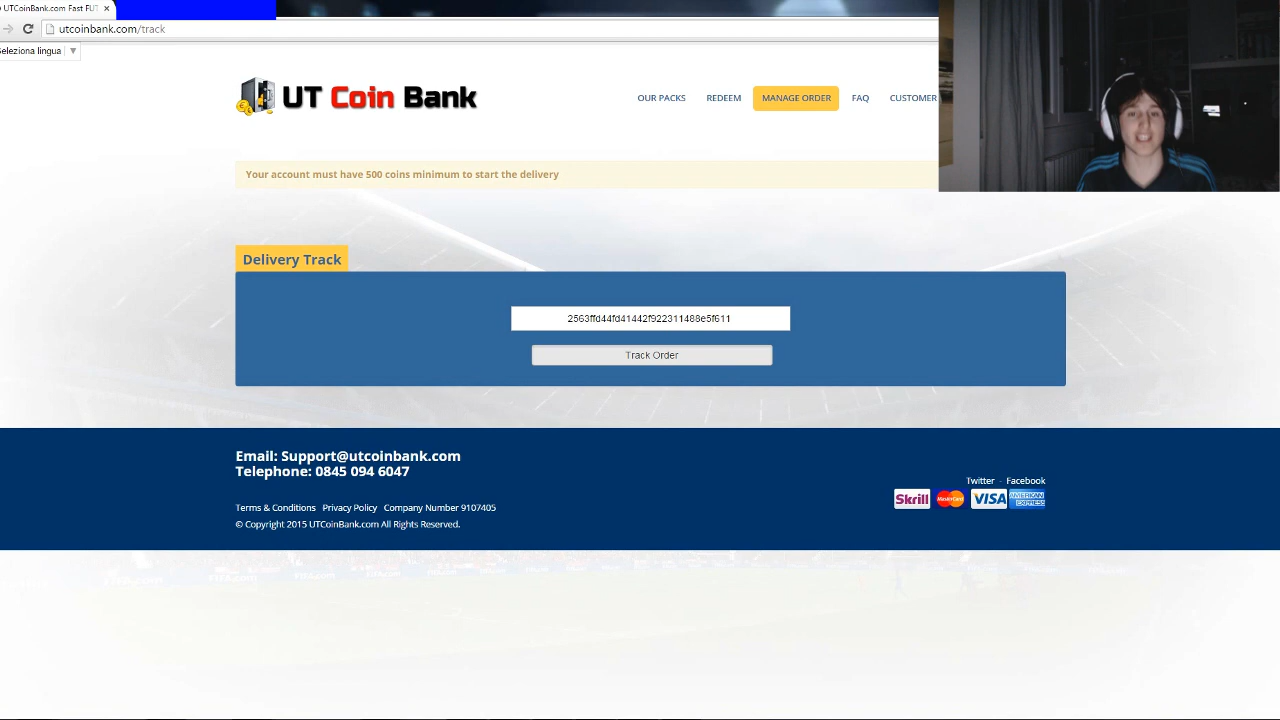 UTCoinBank.com Fast FUT
utcoinbank.com/track
Seleziona lingua
UT Coin Bank
OUR PACKS
REDEEM
MANAGE ORDER
FAQ
CUSTOMER
Your account must have 500 coins minimum to start the delivery
Delivery Track
2563ffd44fd41442f922311488e5f611
Track Order
Email: Support@utcoinbank.com
Telephone: 0845 094 6047
Twitter - Facebook
Skrill MasterCard VISA AMERICAN EXPRESS
Terms & Conditions Privacy Policy Company Number 9107405
© Copyright 2015 UTCoinBank.com All Rights Reserved.